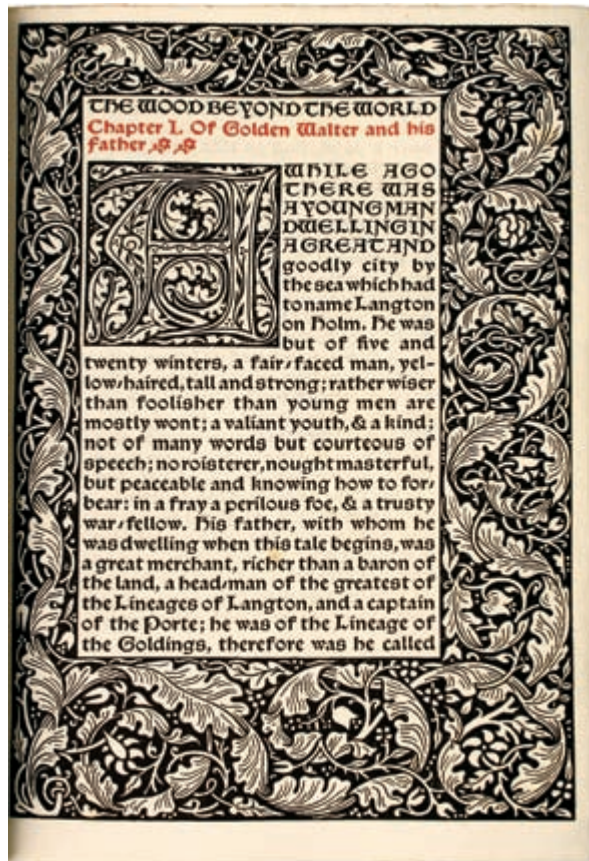 THE WOOD BEYOND THE WORLD
Chapter I. Of Golden Walter and his
Father
A WHILE AGO
THERE WAS
A YOUNG MAN
DWELLING IN
A GREAT AND
goodly city by
the sea which had
to name Langton
on Holm. He was
but of five and
twenty winters, a fair-faced man, yel-
low-haired, tall and strong; rather wiser
than foolisher than young men are
mostly wont; a valiant youth, & a kind;
not of many words but courteous of
speech; no roisterer, nought masterful,
but peaceable and knowing how to for-
bear: in a fray a perilous foe, & a trusty
war-fellow. His father, with whom he
was dwelling when this tale begins, was
a great merchant, richer than a baron of
the land, a head-man of the greatest of
the Lineages of Langton, and a captain
of the Porte; he was of the Lineage of
the Goldings, therefore was he called